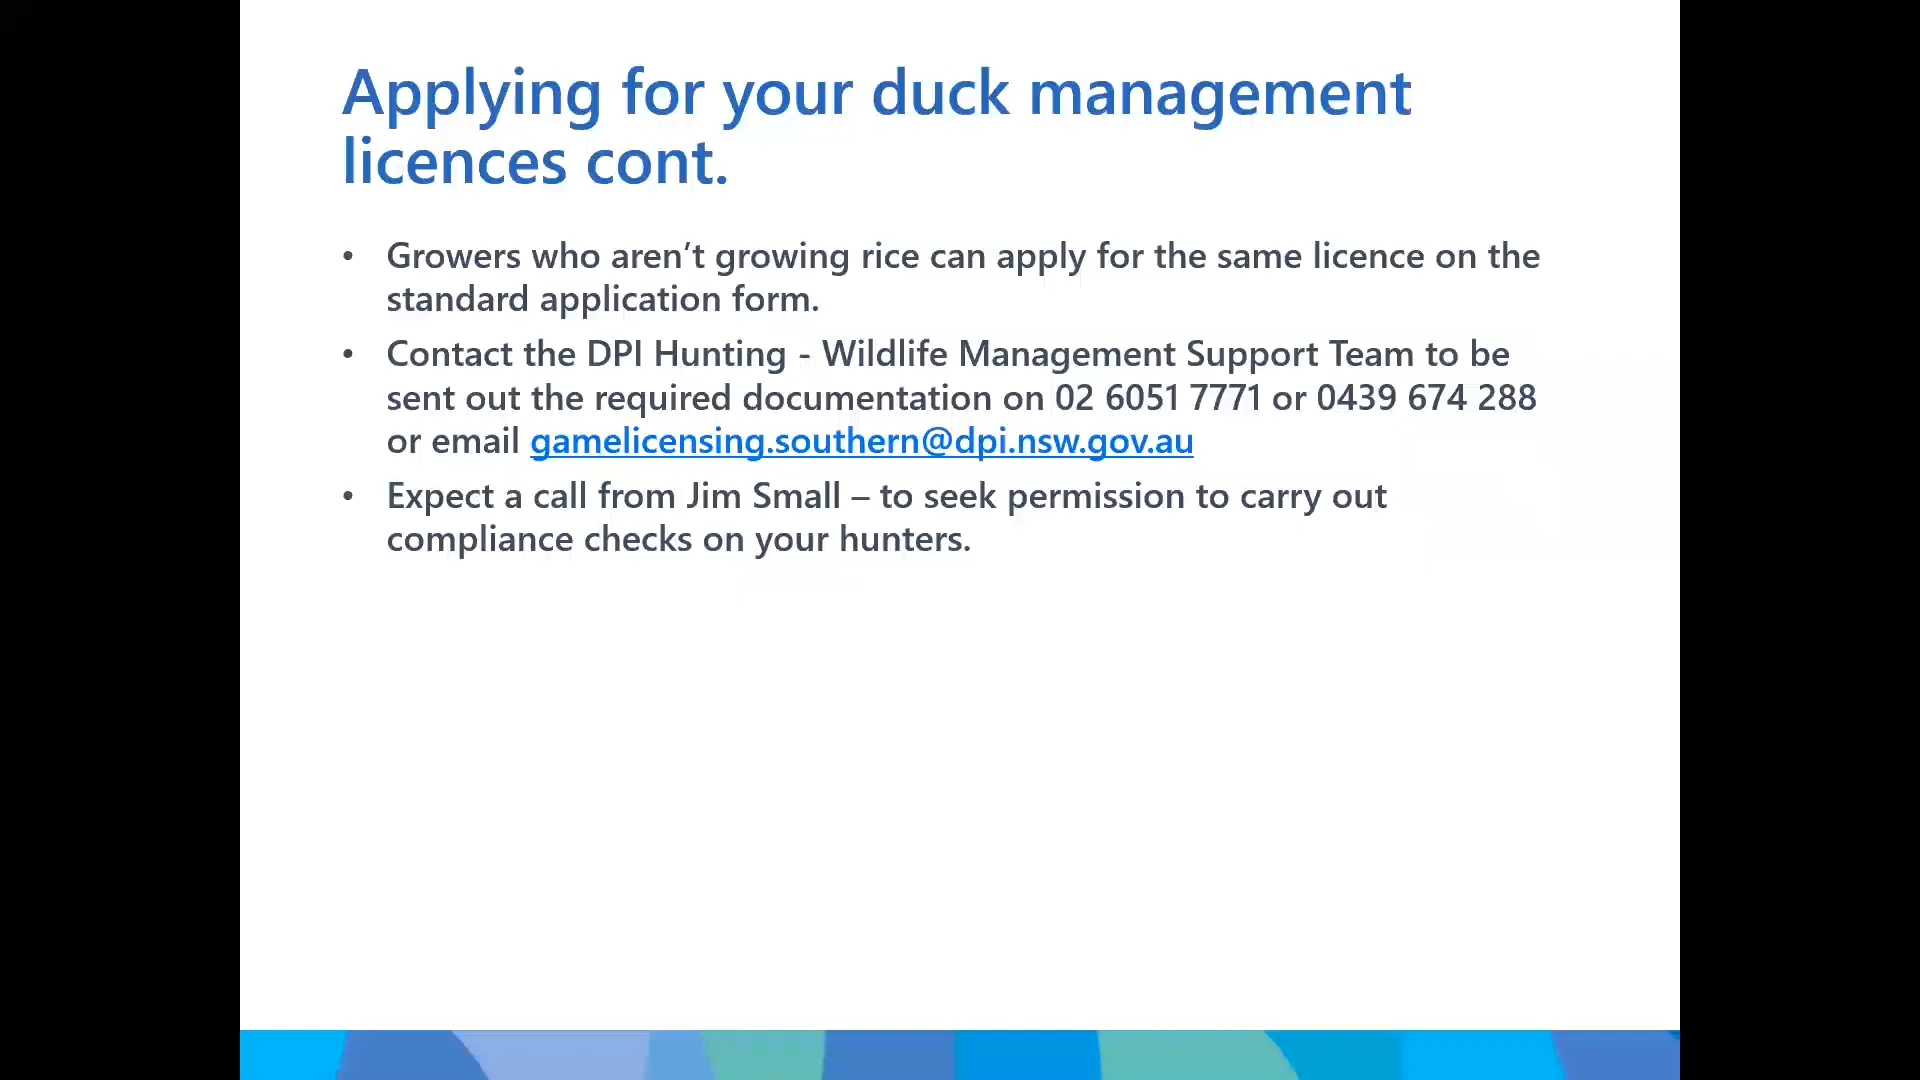 Applying for your duck management
licences cont.
• Growers who aren’t growing rice can apply for the same licence on the
standard application form.
• Contact the DPI Hunting - Wildlife Management Support Team to be
sent out the required documentation on 02 6051 7771 or 0439 674 288
or email gamelicensing.southern@dpi.nsw.gov.au
• Expect a call from Jim Small – to seek permission to carry out
compliance checks on your hunters.